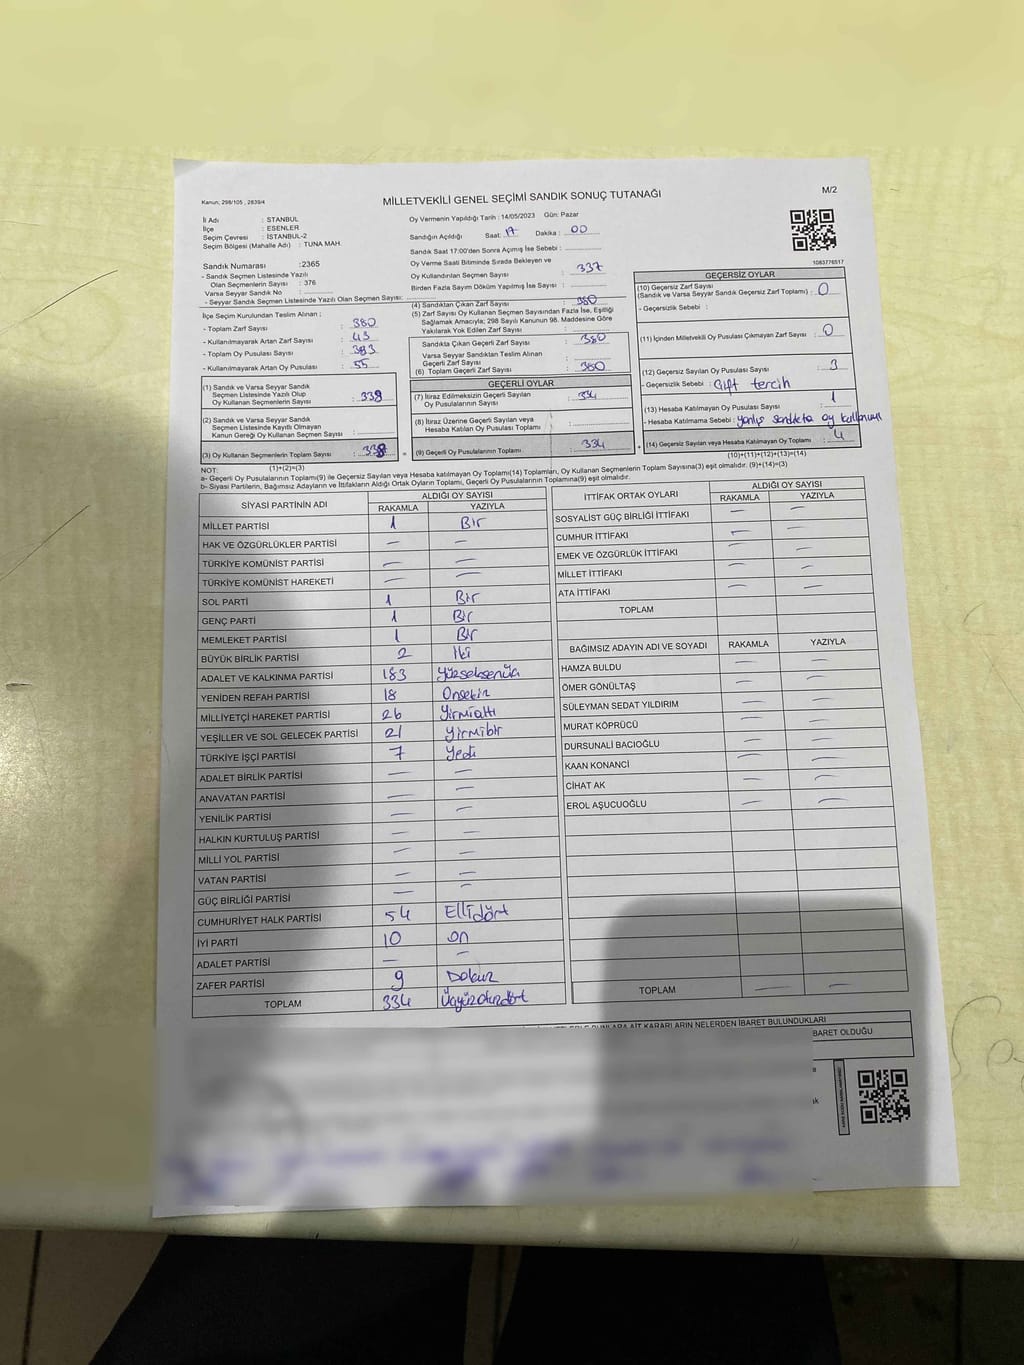 Kanun; 298/105 , 2839/4
MİLLETVEKİLİ GENEL SEÇİMİ SANDIK SONUÇ TUTANAĞI
M/2
İl Adı : STANBUL
İlçe : ESENLER
Seçim Çevresi : İSTANBUL-2
Seçim Bölgesi (Mahalle Adı) : TUNA MAH.
Sandık Numarası :2365
- Sandık Seçmen Listesinde Yazılı
Olan Seçmenlerin Sayısı : 376
Varsa Seyyar Sandık No :
- Seyyar Sandık Seçmen Listesinde Yazılı Olan Seçmen Sayısı:
Oy Vermenin Yapıldığı Tarih : 14/05/2023 Gün: Pazar
Sandığın Açıldığı Saat: 17 Dakika : 00
Sandık Saat 17:00'den Sonra Açımış İse Sebebi :
Oy Verme Saati Bitiminde Sırada Bekleyen ve
Oy Kullandırılan Seçmen Sayısı : 337
Birden Fazla Sayım Döküm Yapılmış İse Sayısı :
1083776517
İlçe Seçim Kurulundan Teslim Alınan ;
- Toplam Zarf Sayısı : 380
- Kullanılmayarak Artan Zarf Sayısı : 43
- Toplam Oy Pusulası Sayısı : 393
- Kullanılmayarak Artan Oy Pusulası : 55
(1) Sandık ve Varsa Seyyar Sandık
Seçmen Listesinde Yazılı Olup
Oy Kullanan Seçmenlerin Sayısı : 338
(2) Sandık ve Varsa Seyyar Sandık
Seçmen Listesinde Kayıtlı Olmayan
Kanun Gereği Oy Kullanan Seçmen Sayısı :
(3) Oy Kullanan Seçmenlerin Toplam Sayısı : 338
(1)+(2)=(3)
(4) Sandıktan Çıkan Zarf Sayısı : 380
(5) Zarf Sayısı Oy Kullanan Seçmen Sayısından Fazla İse, Eşitliği
Sağlamak Amacıyla; 298 Sayılı Kanunun 98. Maddesine Göre
Yakılarak Yok Edilen Zarf Sayısı :
Sandıkta Çıkan Geçerli Zarf Sayısı : 380
Varsa Seyyar Sandıktan Teslim Alınan
Geçerli Zarf Sayısı :
(6) Toplam Geçerli Zarf Sayısı : 380
GEÇERLİ OYLAR
(7) İtiraz Edilmeksizin Geçerli Sayılan
Oy Pusulalarının Sayısı : 334
(8) İtiraz Üzerine Geçerli Sayılan veya
Hesaba Katılan Oy Pusulası Toplamı :
(9) Geçerli Oy Pusulalarının Toplamı : 334
GEÇERSİZ OYLAR
(10) Geçersiz Zarf Sayısı
(Sandık ve Varsa Seyyar Sandık Geçersiz Zarf Toplamı) : 0
- Geçersizlik Sebebi :
(11) İçinden Milletvekili Oy Pusulası Çıkmayan Zarf Sayısı : 0
(12) Geçersiz Sayılan Oy Pusulası Sayısı : 3
- Geçersizlik Sebebi : Çift tercih
(13) Hesaba Katılmayan Oy Pusulası Sayısı : 1
- Hesaba Katılmama Sebebi : yanlış sandıkta oy kullanımı
(14) Geçersiz Sayılan veya Hesaba Katılmayan Oy Toplamı : 4
(10)+(11)+(12)+(13)=(14)
NOT:
a- Geçerli Oy Pusulalarının Toplamı(9) ile Geçersiz Sayılan veya Hesaba katılmayan Oy Toplamı(14) Toplamları, Oy Kullanan Seçmenlerin Toplam Sayısına(3) eşit olmalıdır. (9)+(14)=(3)
b- Siyasi Partilerin, Bağımsız Adayların ve İttifakların Aldığı Ortak Oyların Toplamı, Geçerli Oy Pusulalarının Toplamına(9) eşit olmalıdır.
SİYASİ PARTİNİN ADI ALDIĞI OY SAYISI
RAKAMLA YAZIYLA
MİLLET PARTİSİ 1 Bir
HAK VE ÖZGÜRLÜKLER PARTİSİ — —
TÜRKİYE KOMÜNİST PARTİSİ — —
TÜRKİYE KOMÜNİST HAREKETİ — —
SOL PARTİ 1 Bir
GENÇ PARTİ 1 Bir
MEMLEKET PARTİSİ 1 Bir
BÜYÜK BİRLİK PARTİSİ 2 İki
ADALET VE KALKINMA PARTİSİ 183 Yüzseksenüç
YENİDEN REFAH PARTİSİ 18 Onsekiz
MİLLİYETÇİ HAREKET PARTİSİ 26 Yirmialtı
YEŞİLLER VE SOL GELECEK PARTİSİ 21 Yirmibir
TÜRKİYE İŞÇİ PARTİSİ 7 Yedi
ADALET BİRLİK PARTİSİ — —
ANAVATAN PARTİSİ — —
YENİLİK PARTİSİ — —
HALKIN KURTULUŞ PARTİSİ — —
MİLLİ YOL PARTİSİ — —
VATAN PARTİSİ — —
GÜÇ BİRLİĞİ PARTİSİ — —
CUMHURİYET HALK PARTİSİ 54 Ellidört
İYİ PARTİ 10 on
ADALET PARTİSİ — —
ZAFER PARTİSİ 9 Dokuz
TOPLAM 334 Üçyüzotuzdört
İTTİFAK ORTAK OYLARI ALDIĞI OY SAYISI
RAKAMLA YAZIYLA
SOSYALİST GÜÇ BİRLİĞİ İTTİFAKI — —
CUMHUR İTTİFAKI — —
EMEK VE ÖZGÜRLÜK İTTİFAKI — —
MİLLET İTTİFAKI — —
ATA İTTİFAKI — —
TOPLAM
BAĞIMSIZ ADAYIN ADI VE SOYADI RAKAMLA YAZIYLA
HAMZA BULDU — —
ÖMER GÖNÜLTAŞ — —
SÜLEYMAN SEDAT YILDIRIM — —
MURAT KÖPRÜCÜ — —
DURSUNALİ BACIOĞLU — —
KAAN KONANCİ — —
CİHAT AK — —
EROL AŞUCUOĞLU — —
TOPLAM — —
AİT KARARLARIN NELERDEN İBARET BULUNDUKLARI
BARET OLDUĞU